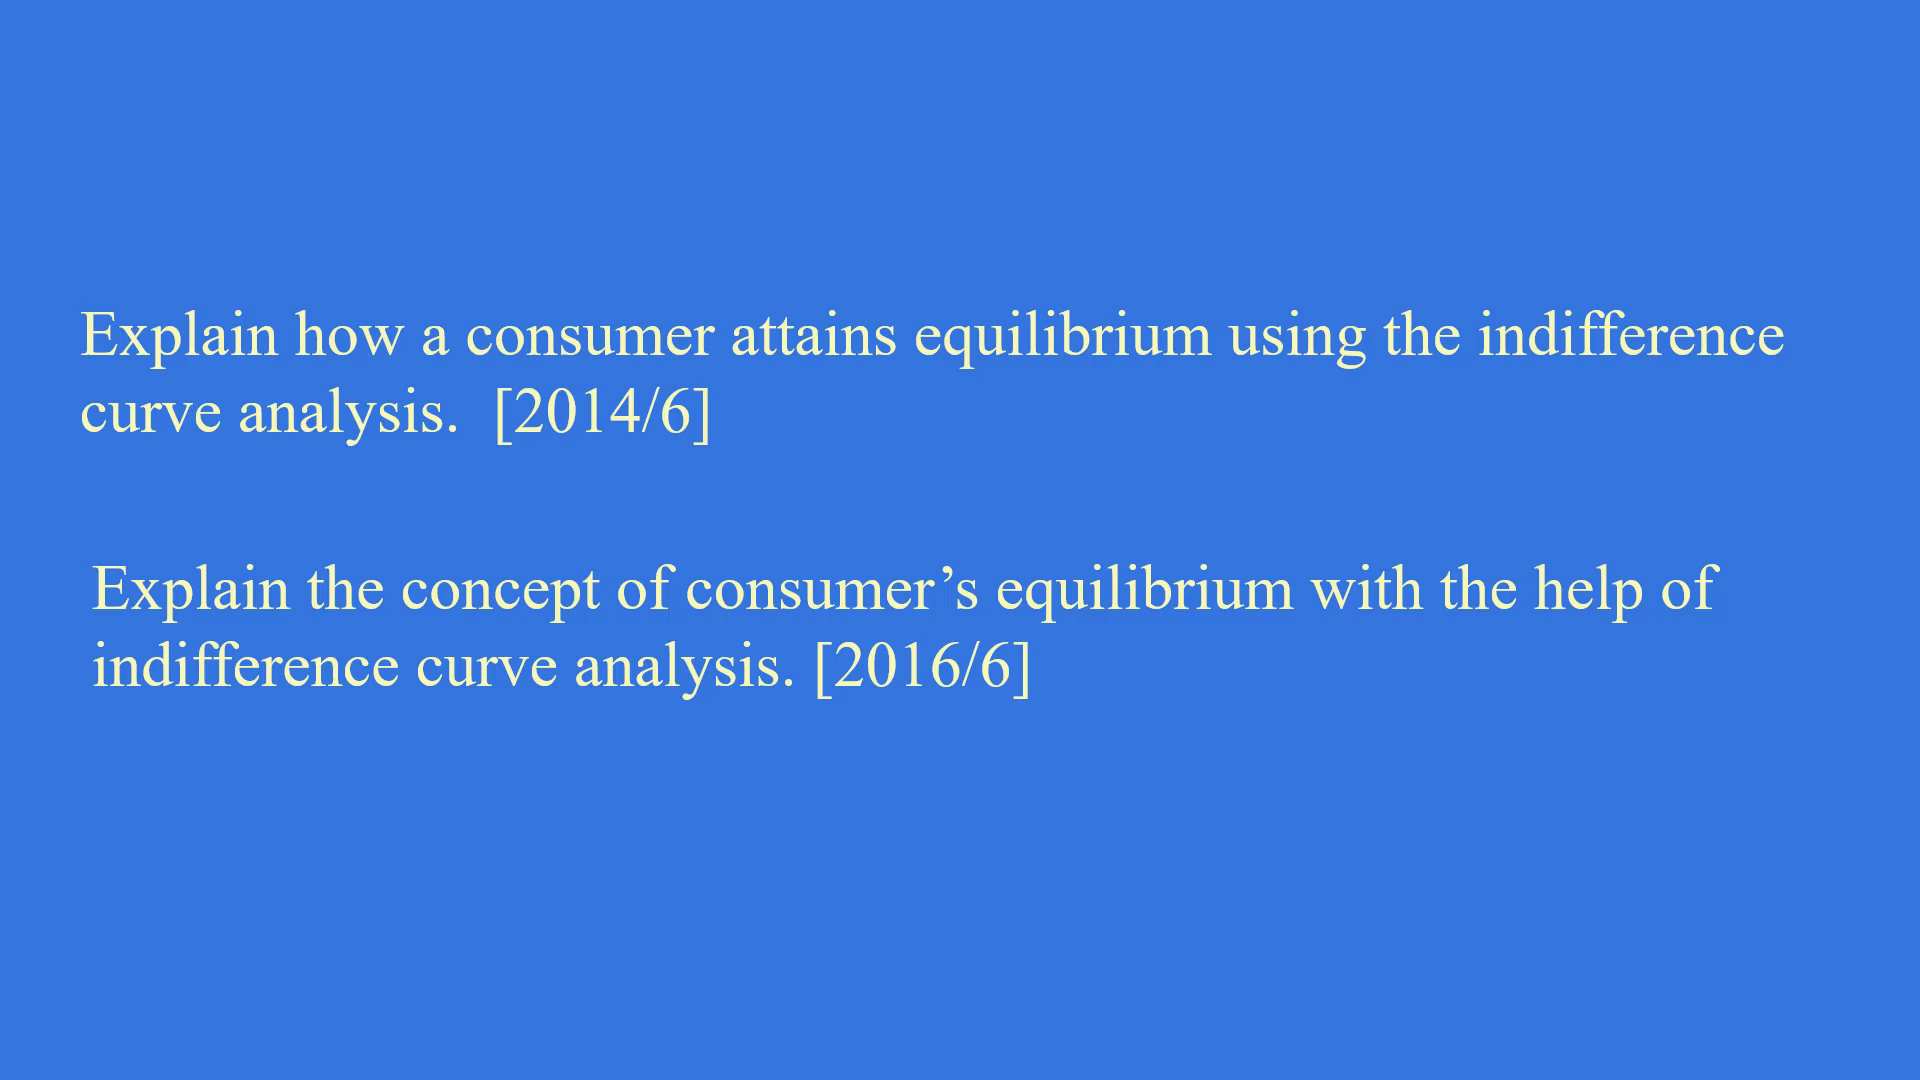 Explain how a consumer attains equilibrium using the indifference
curve analysis.  [2014/6]
Explain the concept of consumer’s equilibrium with the help of
indifference curve analysis. [2016/6]